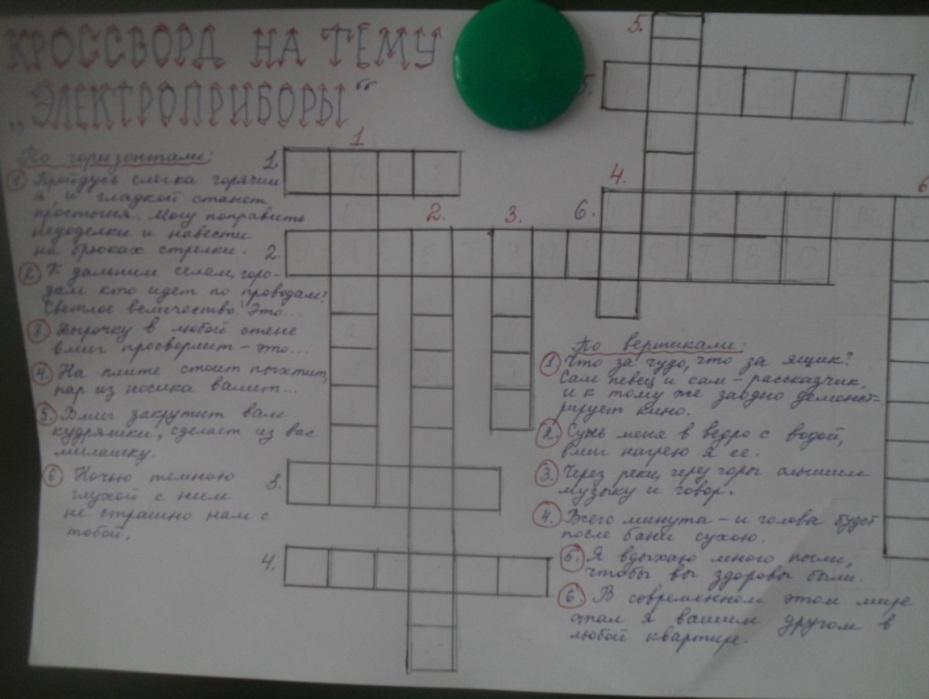 КРОССВОРД НА ТЕМУ
„ЭЛЕКТРОПРИБОРЫ“
По горизонтали:
1 Пройдусь слегка горячим
я, и гладкой станет
простыня. Могу поправить
недоделки и навести
на брюках стрелки.
2 К дальним селам, горо-
дам кто идет по проводам?
Светлое величество! Это...
3. Дырочку в любой стене
вмиг просверлит - это...
4. На плите стоит пыхтит,
пар из носика валит...
5. Вмиг закрутит вам
кудряшки, сделает из вас
милашку.
6 Ночью темною
глухой с ним
не страшно нам с
тобой.
1
1.
2.
3.
2
3.
4.
5.
5.
4.
6.
6
По вертикали:
1 Что за чудо, что за ящик?
Сам певец и сам - рассказчик,
и к тому же заодно демонст-
рирует кино.
2. Сунь меня в ведро с водой,
вмиг нагрею я ее.
3. Через реки, через горы слышим
музыку и говор.
4. Всего минута - и голова будет
после бани сухою.
5. Я вдыхаю много пыли,
чтобы вы здоровы были.
6. В современном этом мире
стал я вашим другом в
любой квартире.